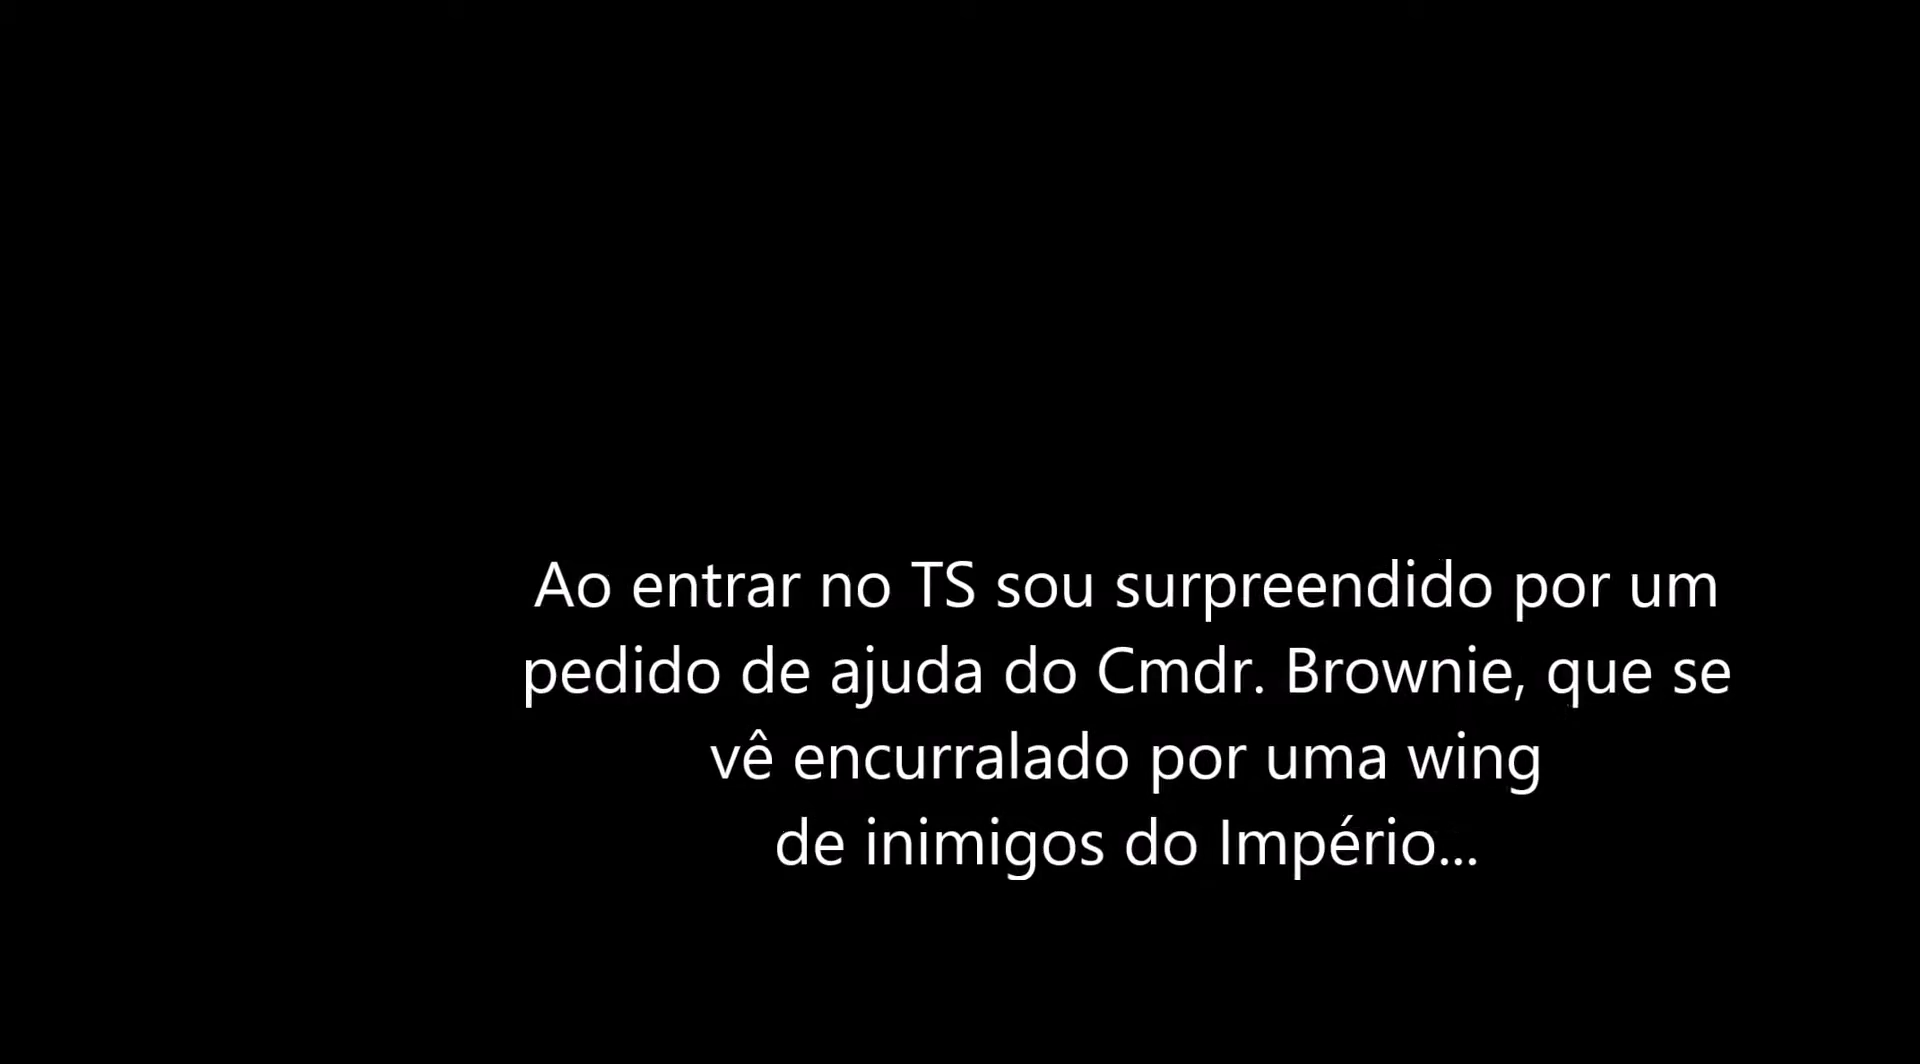 Ao entrar no TS sou surpreendido por um
pedido de ajuda do Cmdr. Brownie, que se
vê encurralado por uma wing
de inimigos do Império...